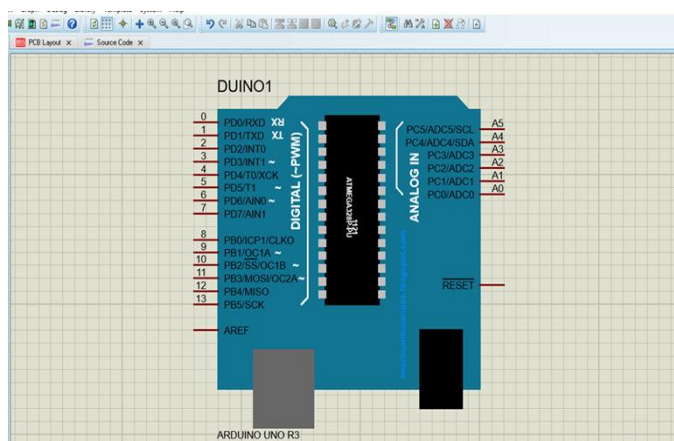 PCB Layout ×
Source Code ×
DUINO1
0 PD0/RXD RX
1 PD1/TXD TX
2 PD2/INT0
3 PD3/INT1 ~
4 PD4/T0/XCK
5 PD5/T1 ~
6 PD6/AIN0 ~
7 PD7/AIN1
8 PB0/ICP1/CLKO
9 PB1/OC1A ~
10 PB2/SS/OC1B ~
11 PB3/MOSI/OC2A ~
12 PB4/MISO
13 PB5/SCK
AREF
DIGITAL (~PWM)
1121
ANALOG IN
PC5/ADC5/SCL A5
PC4/ADC4/SDA A4
PC3/ADC3 A3
PC2/ADC2 A2
PC1/ADC1 A1
PC0/ADC0 A0
RESET
ARDUINO UNO R3